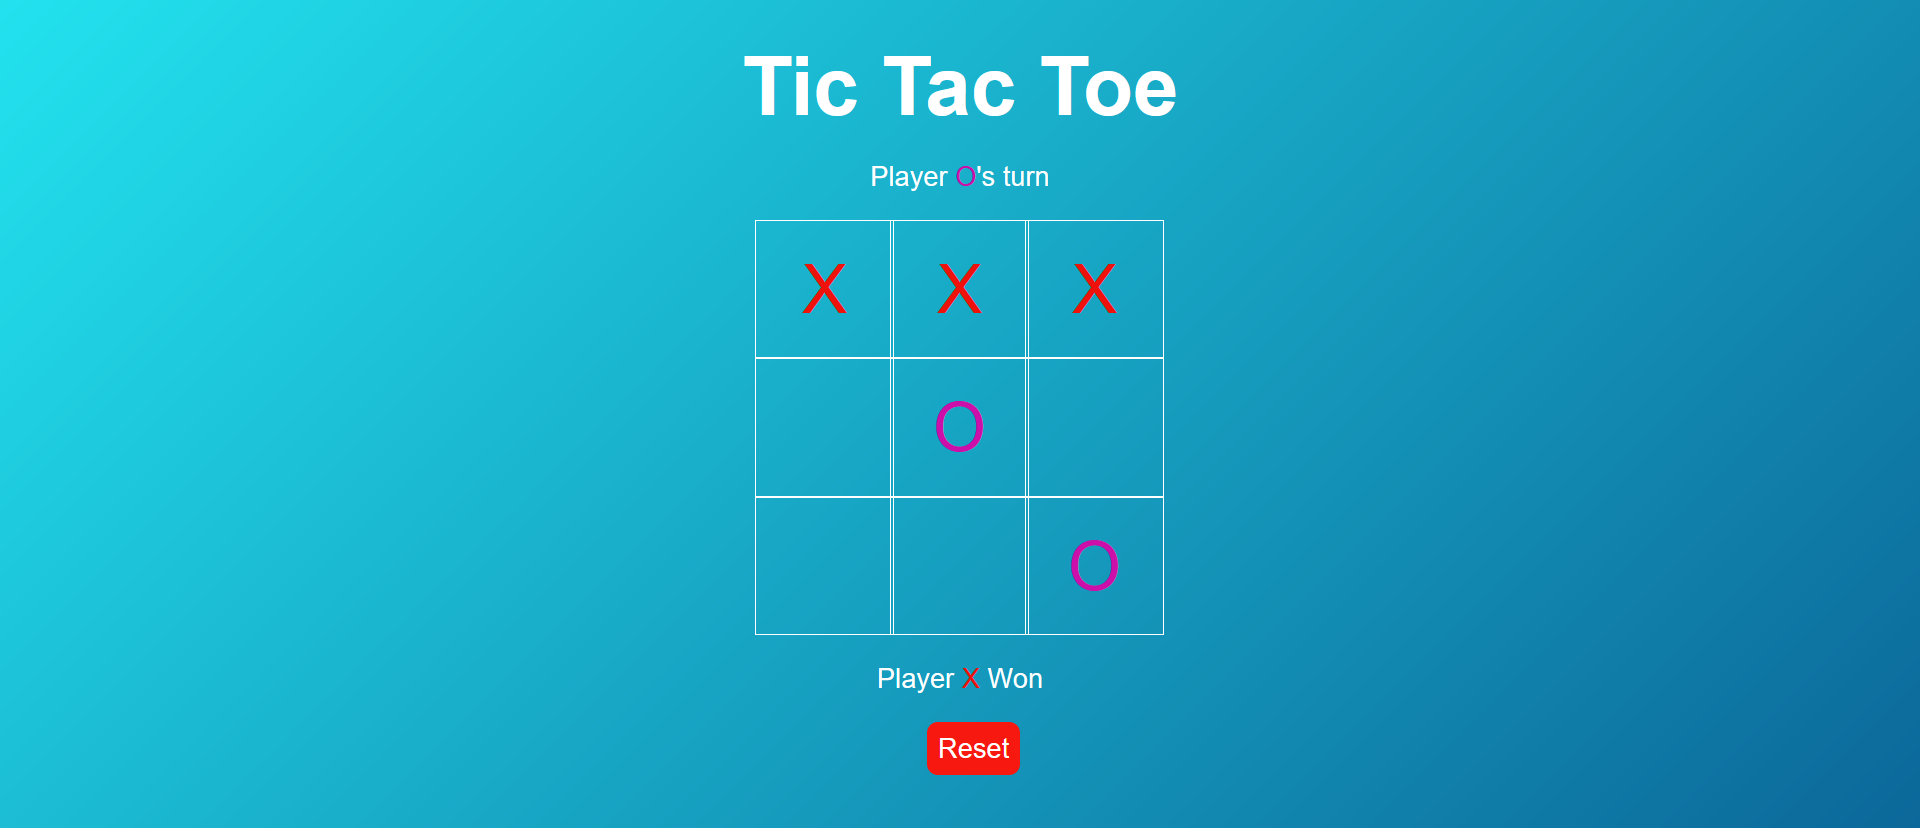 Tic Tac Toe
Player O's turn
X X X
O
O
Player X Won
Reset